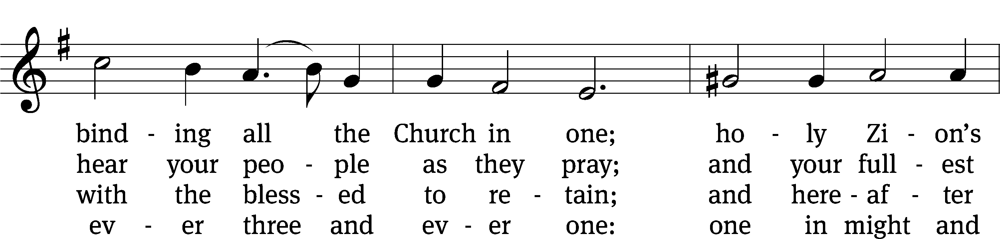 bind - ing all the Church in one; ho - ly Zi - on’s
hear your peo - ple as they pray; and your full - est
with the bless - ed to re - tain; and here - af - ter
ev - er three and ev - er one: one in might and